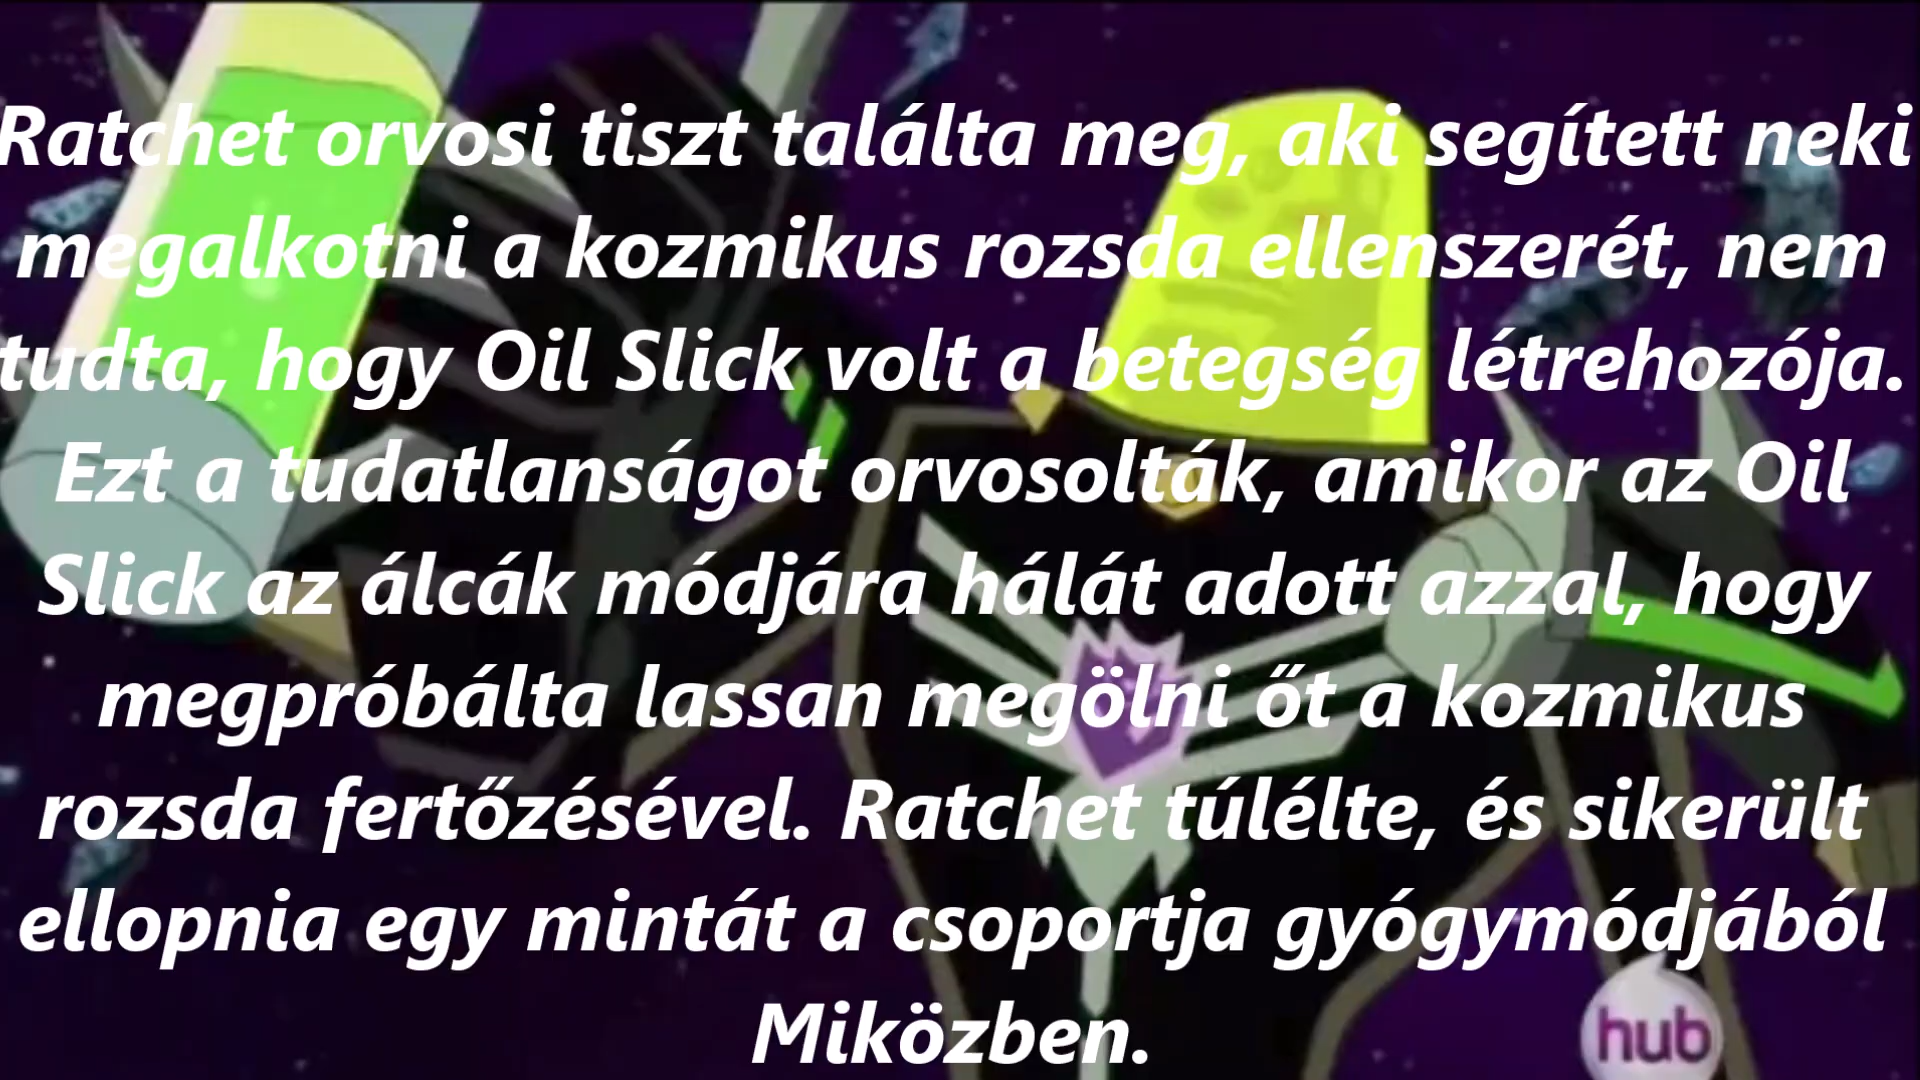 Ratchet orvosi tiszt találta meg, aki segített neki
megalkotni a kozmikus rozsda ellenszerét, nem
tudta, hogy Oil Slick volt a betegség létrehozója.
Ezt a tudatlanságot orvosolták, amikor az Oil
Slick az álcák módjára hálát adott azzal, hogy
megpróbálta lassan megölni őt a kozmikus
rozsda fertőzésével. Ratchet túlélte, és sikerült
ellopnia egy mintát a csoportja gyógymódjából
Miközben.
hub